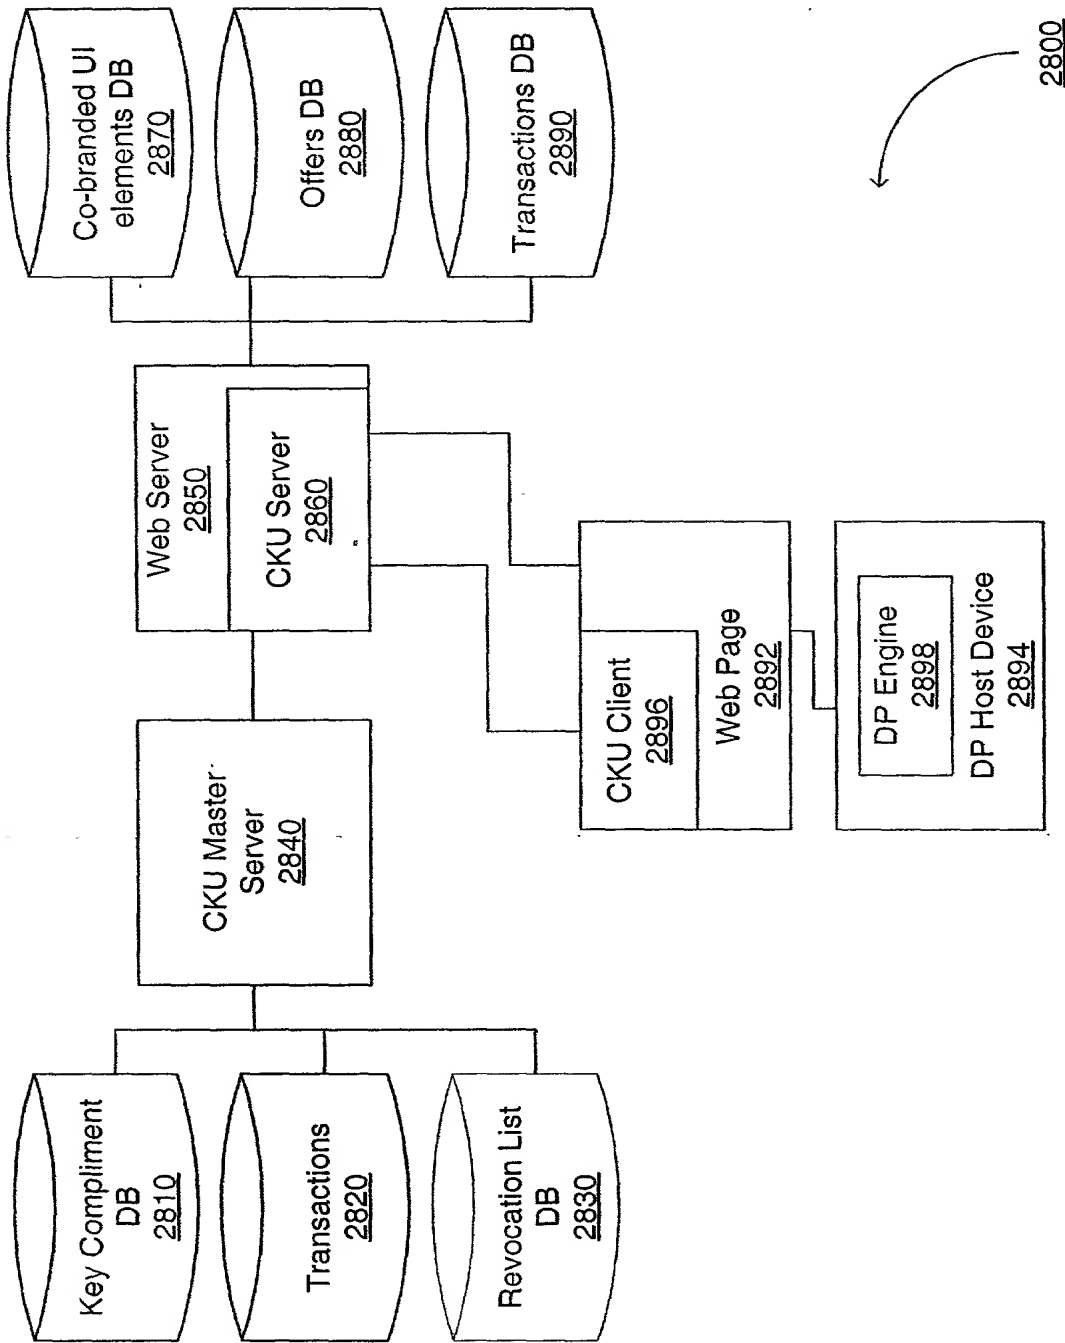 Key Compliment
DB
2810
Transactions
2820
Revocation List
DB
2830
CKU Master
Server
2840
Web Server
2850
CKU Server
2860
Co-branded UI
elements DB
2870
Offers DB
2880
Transactions DB
2890
CKU Client
2896
Web Page
2892
DP Engine
2898
DP Host Device
2894
2800